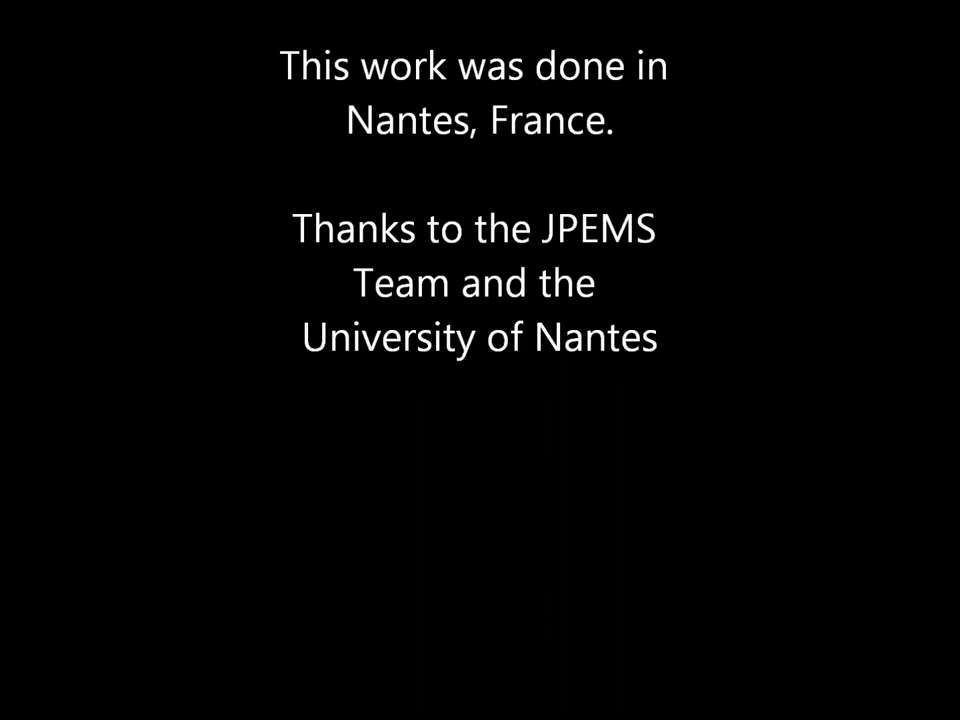 This work was done in
Nantes, France.
Thanks to the JPEMS
Team and the
University of Nantes